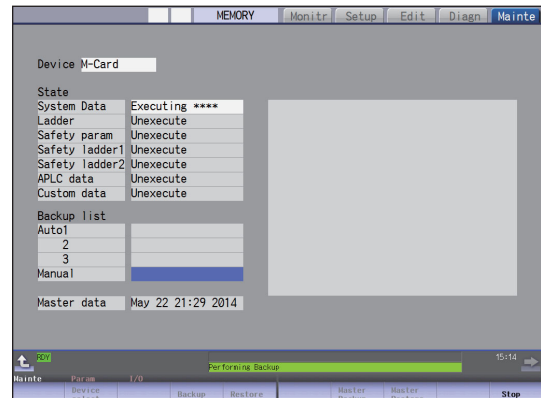 MEMORY Monitr Setup Edit Diagn Mainte
Device M-Card
State
System Data Executing ****
Ladder Unexecute
Safety param Unexecute
Safety ladder1 Unexecute
Safety ladder2 Unexecute
APLC data Unexecute
Custom data Unexecute
Backup list
Auto1
2
3
Manual
Master data May 22 21:29 2014
RDY 15:14
Performing Backup
Mainte Param I/O
Device Backup Restore Master Master Stop